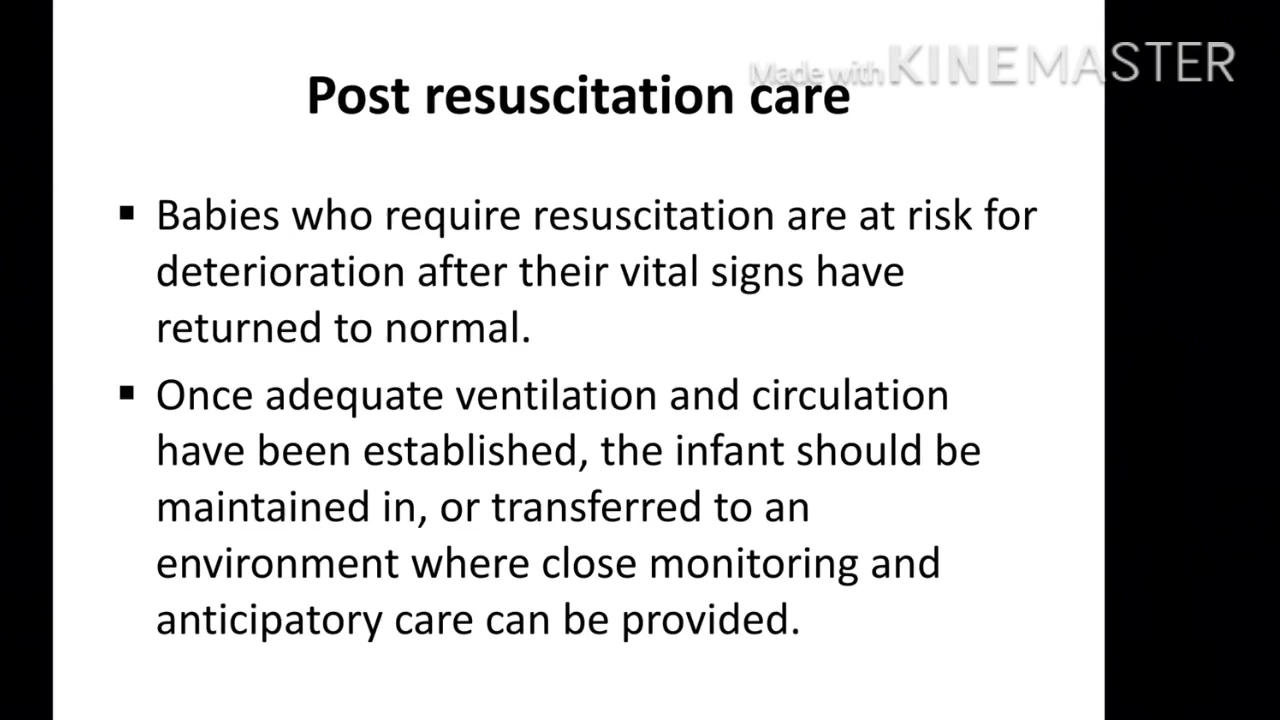 Made with KINEMASTER
Post resuscitation care
▪ Babies who require resuscitation are at risk for
deterioration after their vital signs have
returned to normal.
▪ Once adequate ventilation and circulation
have been established, the infant should be
maintained in, or transferred to an
environment where close monitoring and
anticipatory care can be provided.